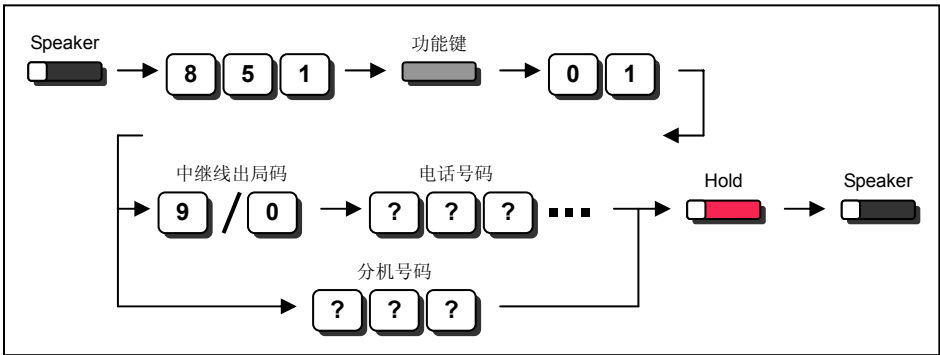 Speaker
功能键
8 5 1
0 1
中继线出局码
电话号码
Hold
Speaker
9 / 0
? ? ? ...
分机号码
? ? ?